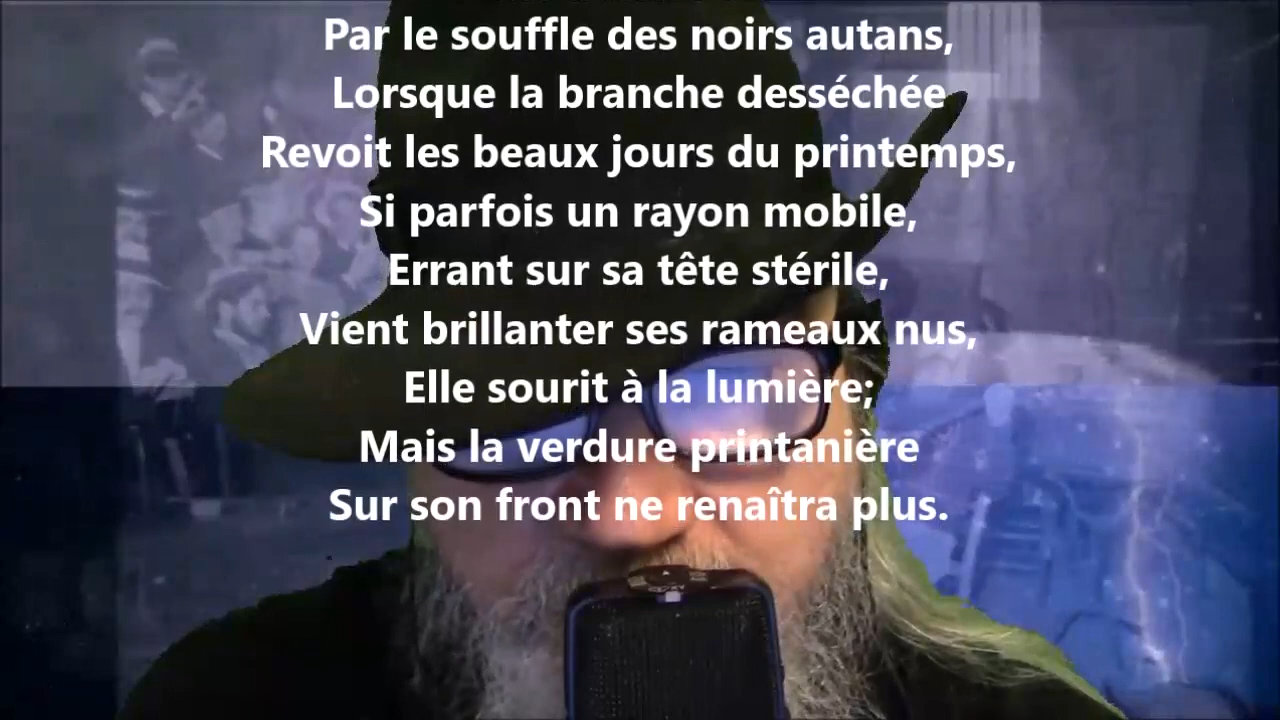 Par le souffle des noirs autans,
Lorsque la branche desséchée
Revoit les beaux jours du printemps,
Si parfois un rayon mobile,
Errant sur sa tête stérile,
Vient brillanter ses rameaux nus,
Elle sourit à la lumière;
Mais la verdure printanière
Sur son front ne renaîtra plus.